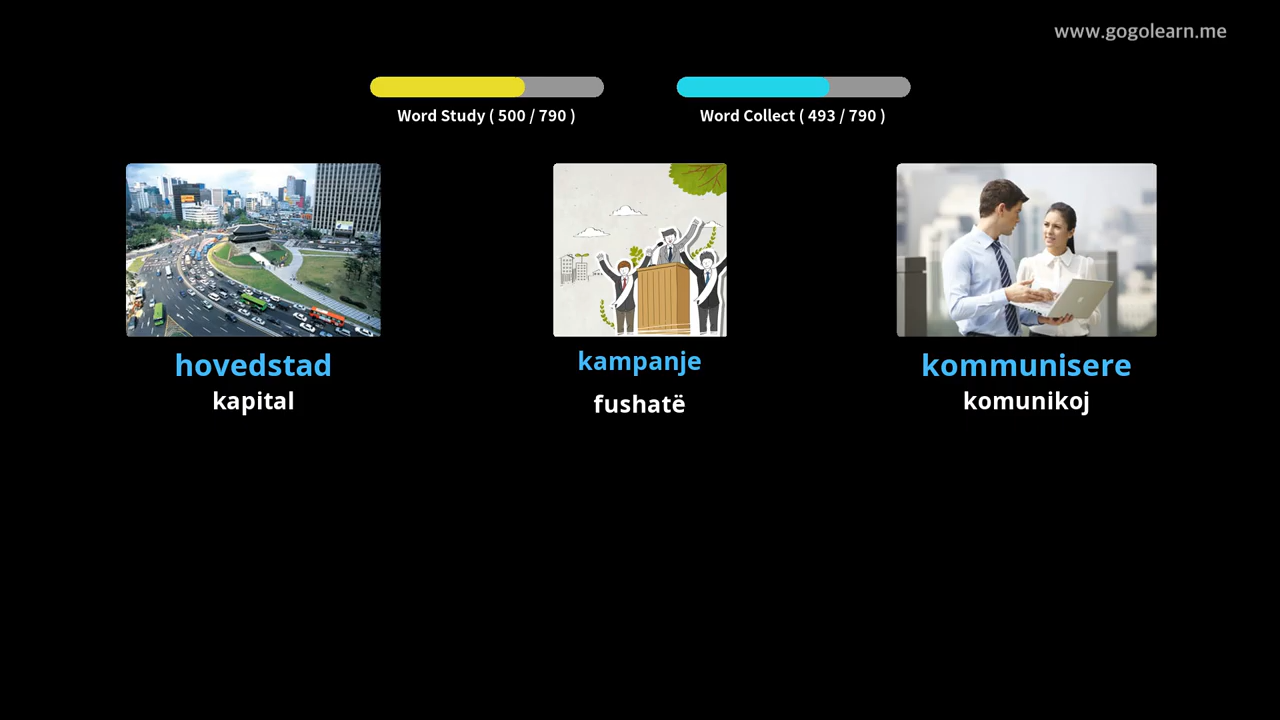 www.gogolearn.me
Word Study ( 500 / 790 )
Word Collect ( 493 / 790 )
hovedstad
kapital
kampanje
fushatë
kommunisere
komunikoj